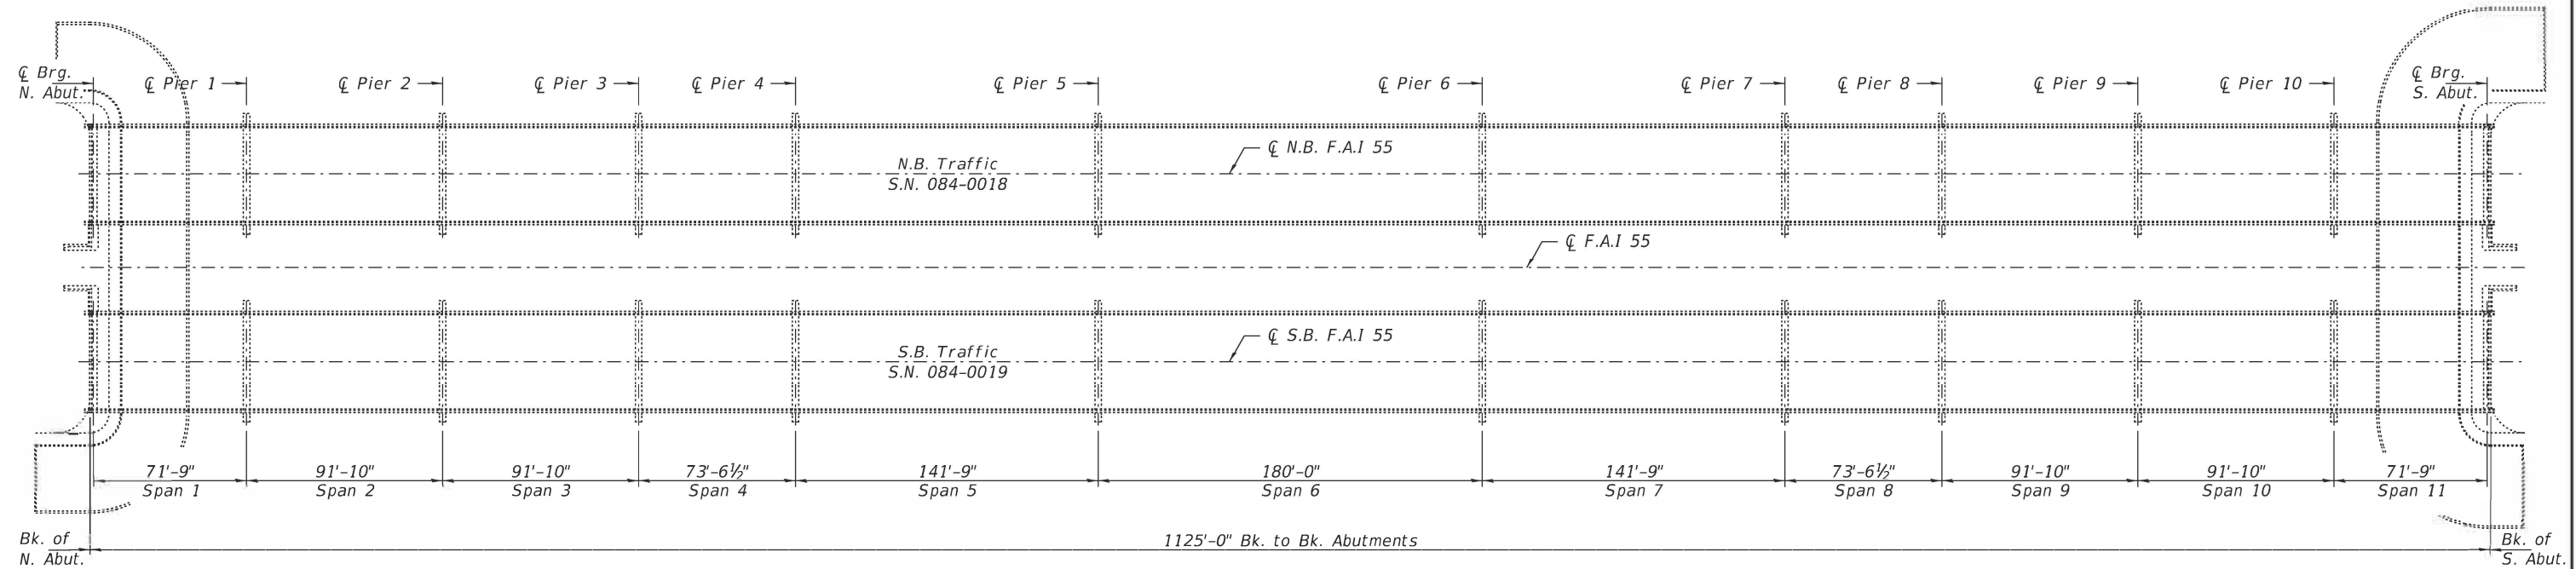 ℄ Brg.
N. Abut.
℄ Pier 1
℄ Pier 2
℄ Pier 3
℄ Pier 4
℄ Pier 5
℄ Pier 6
℄ Pier 7
℄ Pier 8
℄ Pier 9
℄ Pier 10
℄ Brg.
S. Abut.
℄ N.B. F.A.I 55
N.B. Traffic
S.N. 084-0018
℄ F.A.I 55
℄ S.B. F.A.I 55
S.B. Traffic
S.N. 084-0019
71'-9"
91'-10"
91'-10"
73'-6½"
141'-9"
180'-0"
141'-9"
73'-6½"
91'-10"
91'-10"
71'-9"
Span 1
Span 2
Span 3
Span 4
Span 5
Span 6
Span 7
Span 8
Span 9
Span 10
Span 11
Bk. of
N. Abut.
1125'-0" Bk. to Bk. Abutments
Bk. of
S. Abut.